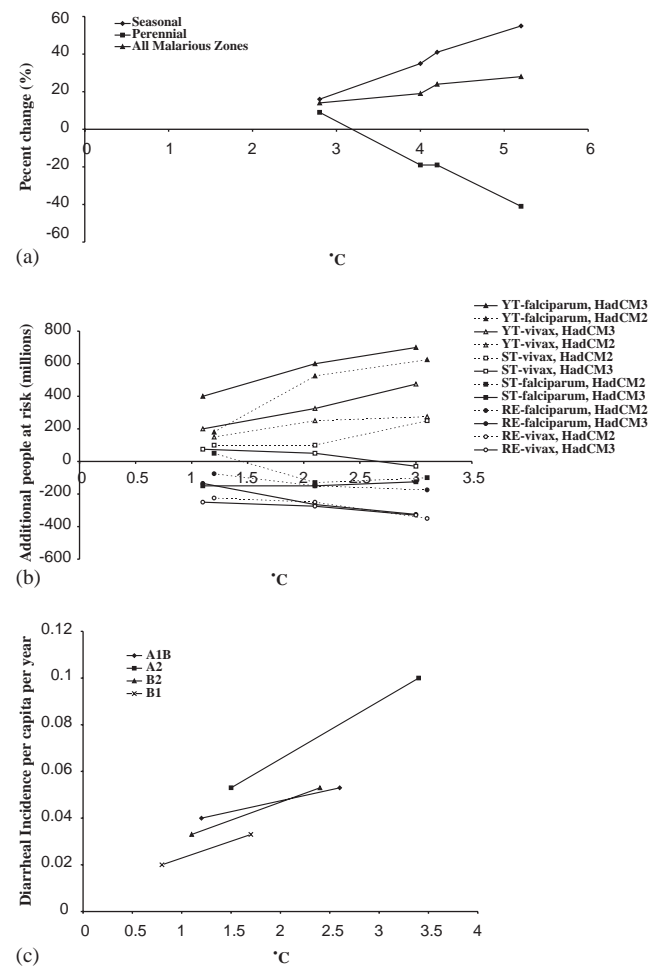 60
40
20
0
-20
-40
-60
Pecent change (%)
Seasonal
Perennial
All Malarious Zones
0 1 2 3 4 5 6
(a)
°C
YT-falciparum, HadCM3
YT-falciparum, HadCM2
YT-vivax, HadCM3
YT-vivax, HadCM2
ST-vivax, HadCM2
ST-vivax, HadCM3
ST-falciparum, HadCM2
ST-falciparum, HadCM3
RE-falciparum, HadCM2
RE-falciparum, HadCM3
RE-vivax, HadCM2
RE-vivax, HadCM3
800
600
400
200
0
-200
-400
-600
Additional people at risk (millions)
0 0.5 1 1.5 2 2.5 3 3.5
(b)
°C
0.12
0.1
0.08
0.06
0.04
0.02
0
Diarrheal Incidence per capita per year
A1B
A2
B2
B1
0 0.5 1 1.5 2 2.5 3 3.5 4
(c)
°C